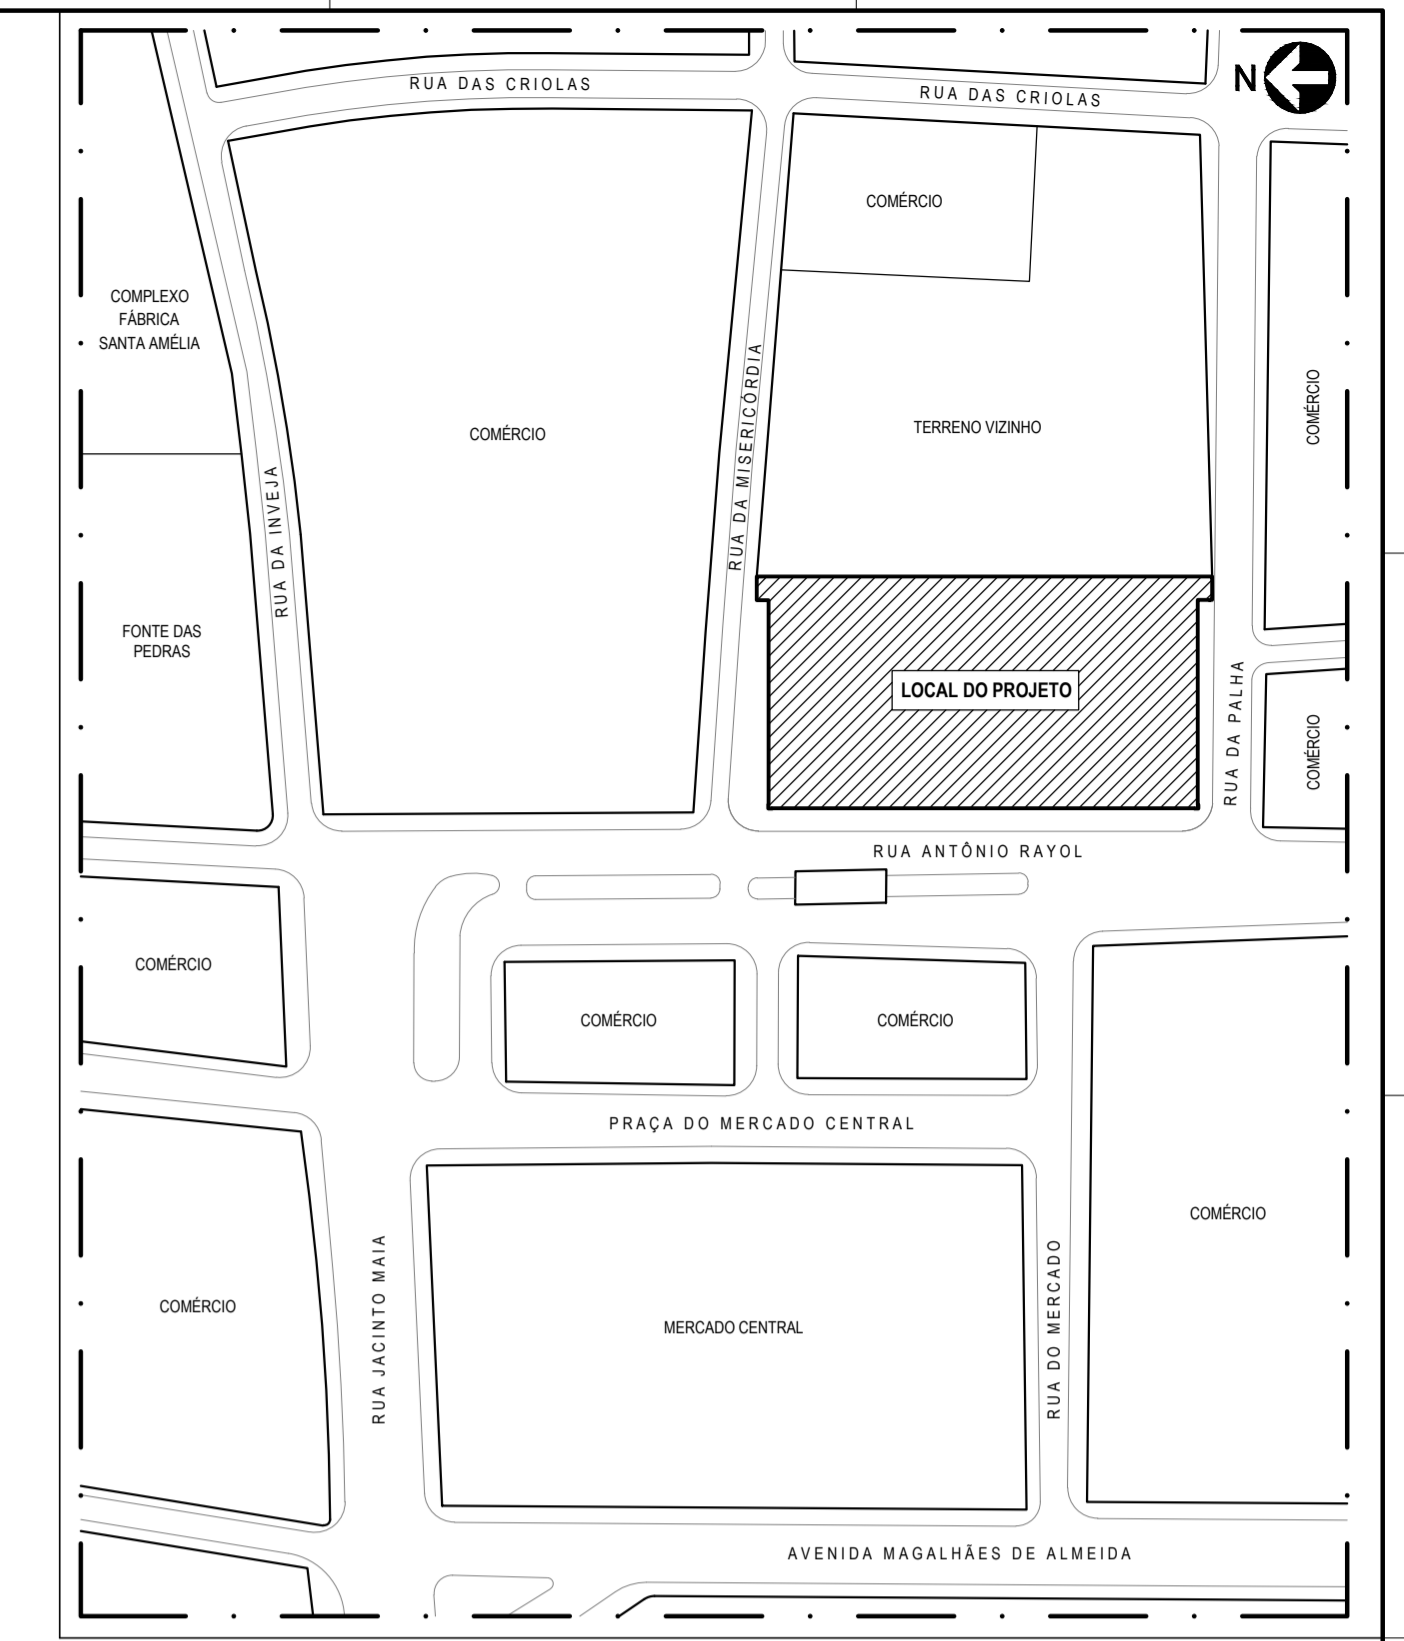 RUA DAS CRIOLAS
RUA DAS CRIOLAS
N
COMÉRCIO
COMPLEXO
FÁBRICA
SANTA AMÉLIA
COMÉRCIO
RUA DA MISERICÓRDIA
TERRENO VIZINHO
COMÉRCIO
RUA DA INVEJA
FONTE DAS
PEDRAS
LOCAL DO PROJETO
RUA DA PALHA
COMÉRCIO
RUA ANTÔNIO RAYOL
COMÉRCIO
COMÉRCIO
COMÉRCIO
PRAÇA DO MERCADO CENTRAL
COMÉRCIO
COMÉRCIO
RUA JACINTO MAIA
MERCADO CENTRAL
RUA DO MERCADO
AVENIDA MAGALHÃES DE ALMEIDA